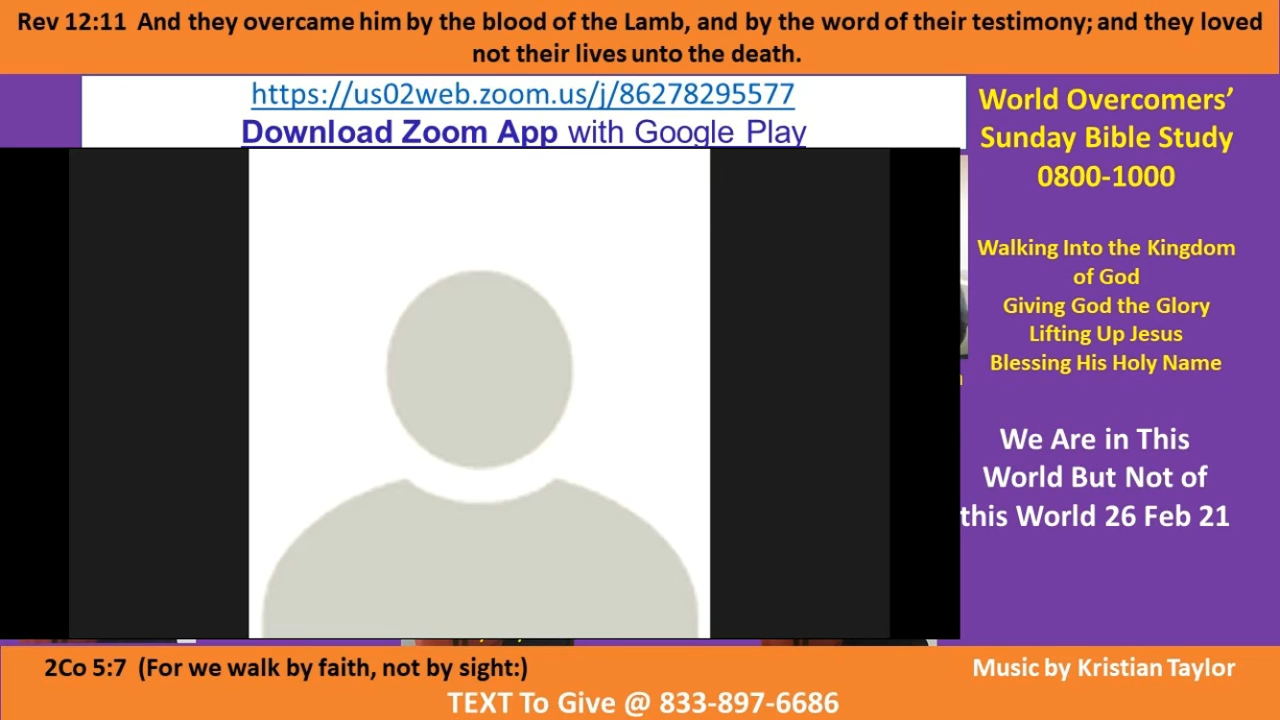 Rev 12:11 And they overcame him by the blood of the Lamb, and by the word of their testimony; and they loved
not their lives unto the death.
https://us02web.zoom.us/j/86278295577
Download Zoom App with Google Play
World Overcomers’
Sunday Bible Study
0800-1000
Walking Into the Kingdom
of God
Giving God the Glory
Lifting Up Jesus
Blessing His Holy Name
We Are in This
World But Not of
this World 26 Feb 21
2Co 5:7 (For we walk by faith, not by sight:)
Music by Kristian Taylor
TEXT To Give @ 833-897-6686